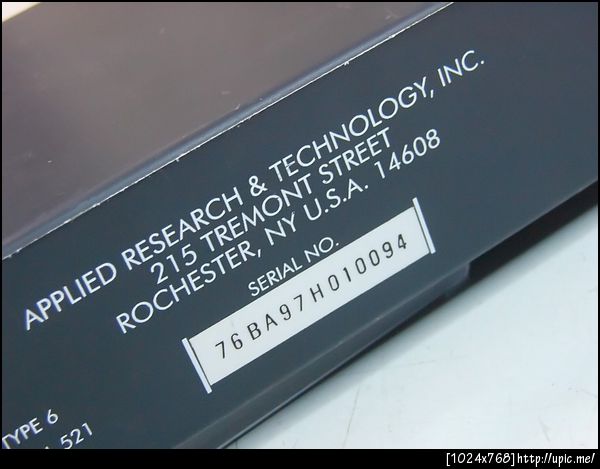 APPLIED RESEARCH & TECHNOLOGY, INC.
215 TREMONT STREET
ROCHESTER, NY U.S.A. 14608
SERIAL NO.
76BA97H010094
TYPE 6
521
[1024x768]http://upic.me/